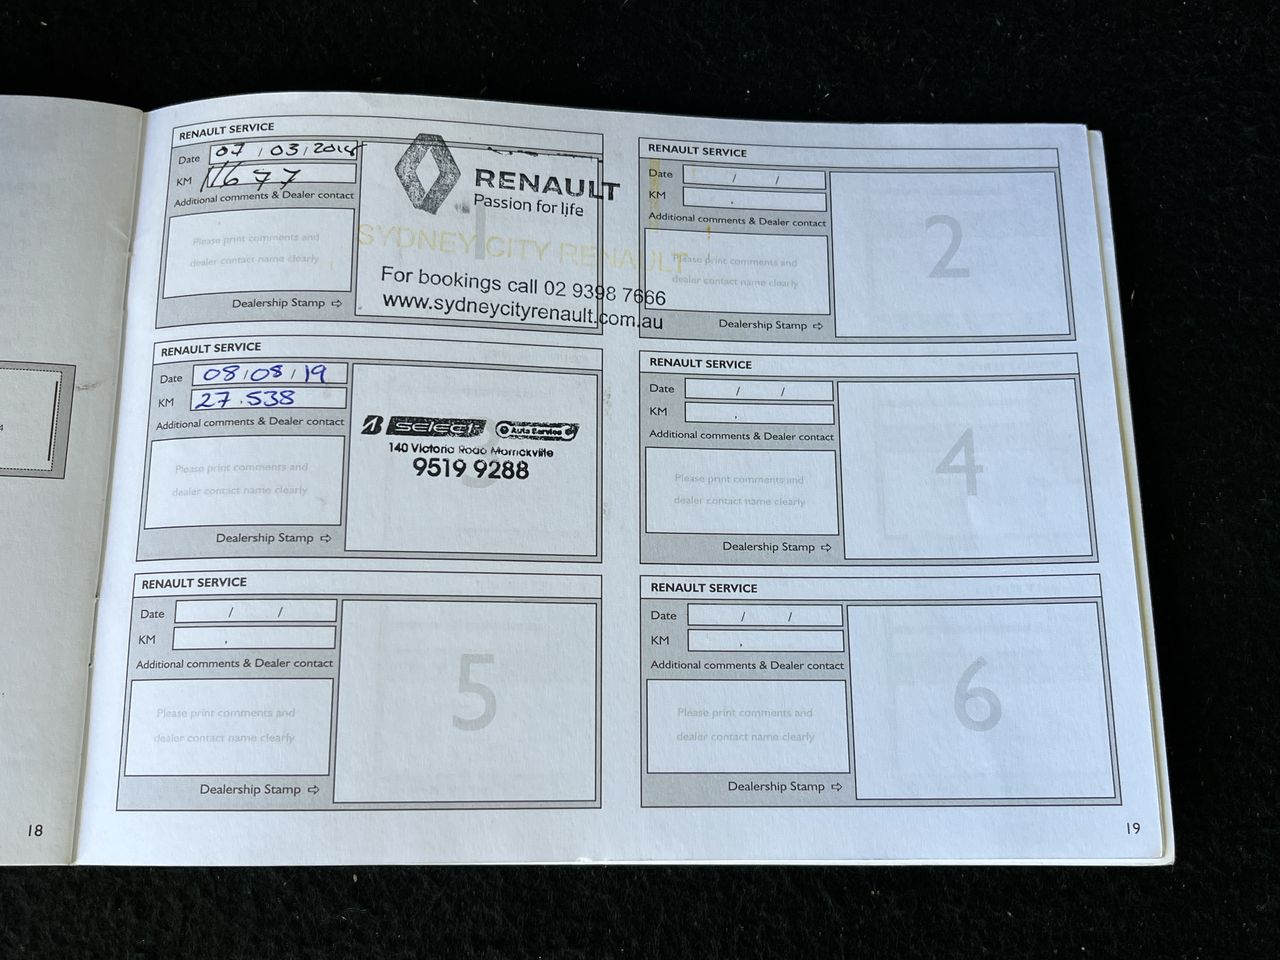 RENAULT SERVICE
Date 07 / 03 / 2018
KM 11677
Additional comments & Dealer contact
Please print comments and
dealer contact name clearly
Dealership Stamp ⇨
1
RENAULT
Passion for life
SYDNEY CITY RENAULT
For bookings call 02 9398 7666
www.sydneycityrenault.com.au
RENAULT SERVICE
Date / /
KM .
Additional comments & Dealer contact
Please print comments and
dealer contact name clearly
Dealership Stamp ⇨
2
RENAULT SERVICE
Date 08 / 08 / 19
KM 27.538
Additional comments & Dealer contact
Please print comments and
dealer contact name clearly
Dealership Stamp ⇨
3
select Auto Service
140 Victoria Road Marrickville
9519 9288
RENAULT SERVICE
Date / /
KM .
Additional comments & Dealer contact
Please print comments and
dealer contact name clearly
Dealership Stamp ⇨
4
RENAULT SERVICE
Date / /
KM .
Additional comments & Dealer contact
Please print comments and
dealer contact name clearly
Dealership Stamp ⇨
5
RENAULT SERVICE
Date / /
KM .
Additional comments & Dealer contact
Please print comments and
dealer contact name clearly
Dealership Stamp ⇨
6
18
19